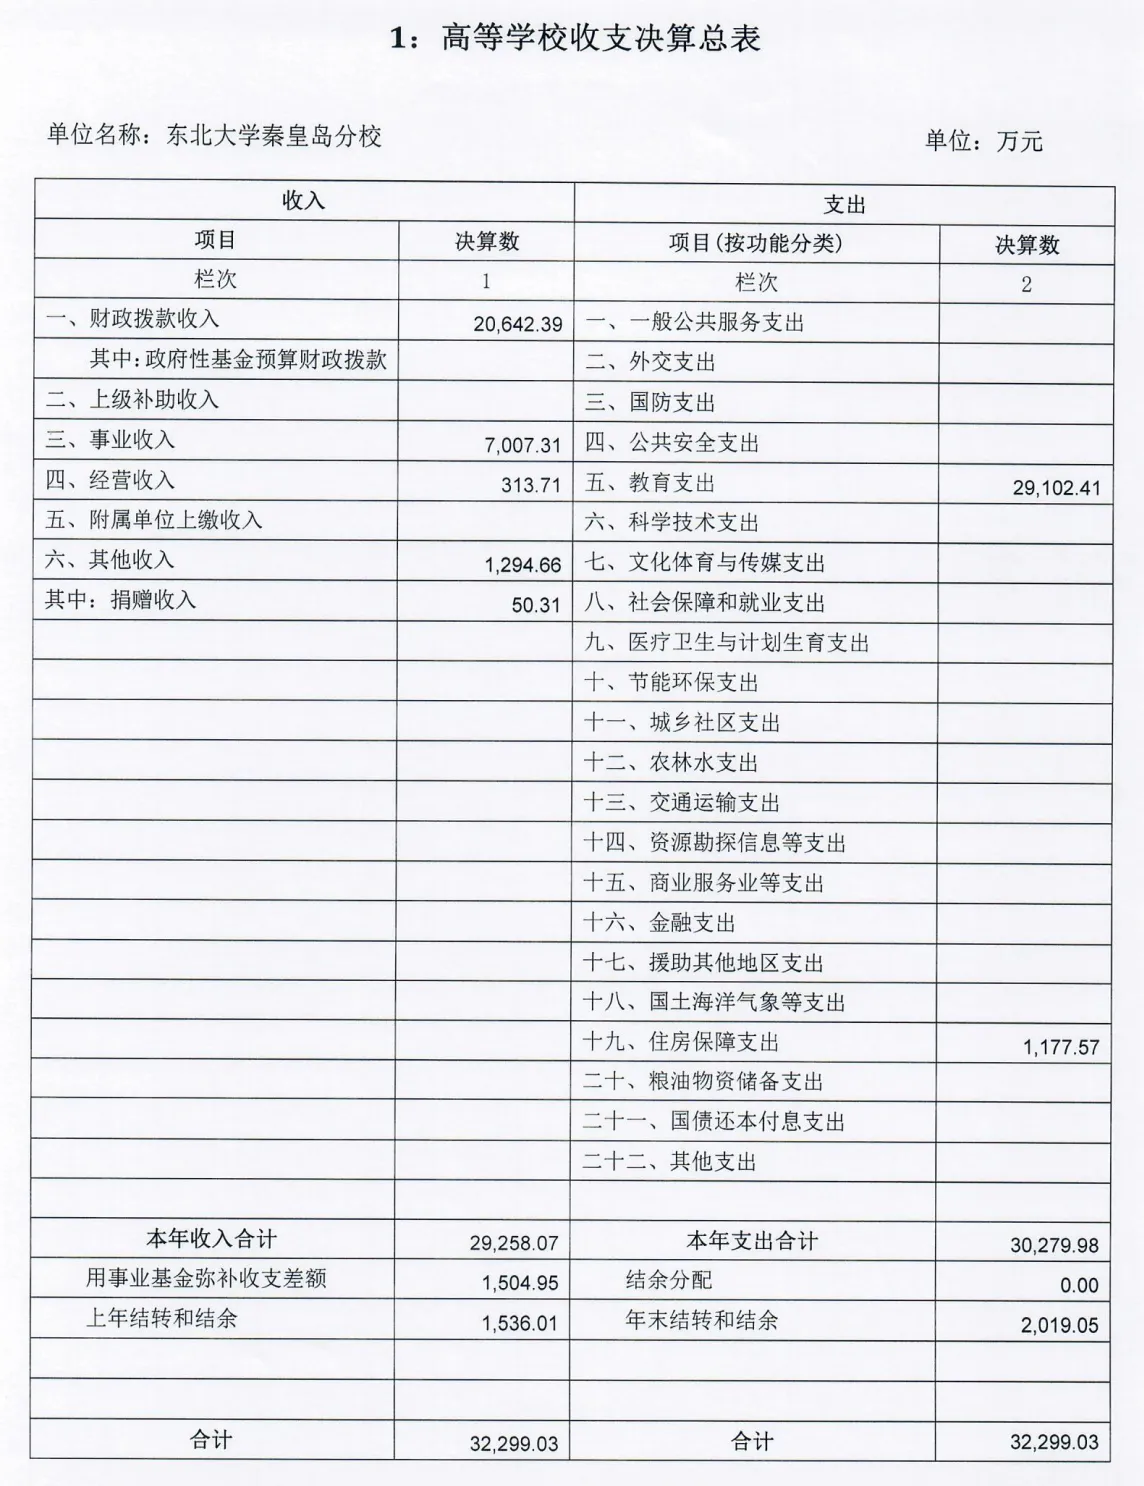 1：高等学校收支决算总表
单位名称：东北大学秦皇岛分校 单位：万元
收入 支出
项目 决算数 项目(按功能分类) 决算数
栏次 1 栏次 2
一、财政拨款收入 20,642.39 一、一般公共服务支出
其中:政府性基金预算财政拨款 二、外交支出
二、上级补助收入 三、国防支出
三、事业收入 7,007.31 四、公共安全支出
四、经营收入 313.71 五、教育支出 29,102.41
五、附属单位上缴收入 六、科学技术支出
六、其他收入 1,294.66 七、文化体育与传媒支出
其中：捐赠收入 50.31 八、社会保障和就业支出
九、医疗卫生与计划生育支出
十、节能环保支出
十一、城乡社区支出
十二、农林水支出
十三、交通运输支出
十四、资源勘探信息等支出
十五、商业服务业等支出
十六、金融支出
十七、援助其他地区支出
十八、国土海洋气象等支出
十九、住房保障支出 1,177.57
二十、粮油物资储备支出
二十一、国债还本付息支出
二十二、其他支出
本年收入合计 29,258.07 本年支出合计 30,279.98
用事业基金弥补收支差额 1,504.95 结余分配 0.00
上年结转和结余 1,536.01 年末结转和结余 2,019.05
合计 32,299.03 合计 32,299.03